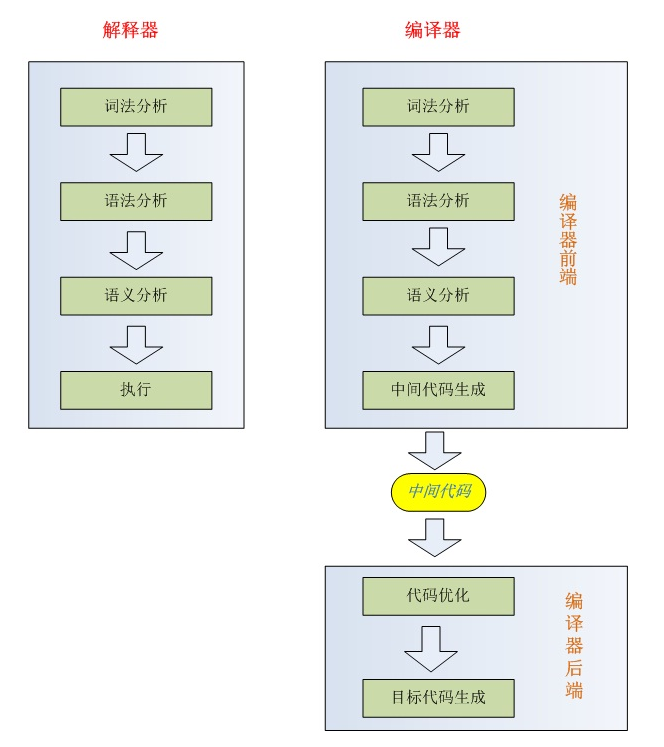 解释器
词法分析
语法分析
语义分析
执行
编译器
词法分析
语法分析
语义分析
中间代码生成
编译器前端
中间代码
代码优化
目标代码生成
编译器后端